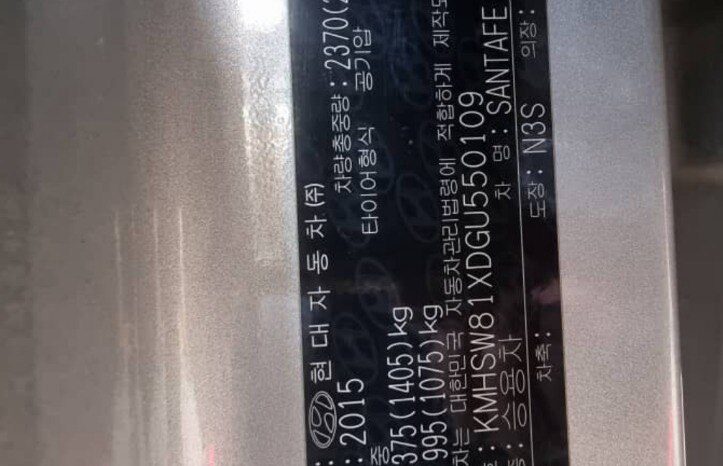 : 현대자동차(주)
: 2015 차량총중량: 2370(2
중 타이어형식 공기압
375(1405)kg
995(1075)kg
차는 대한민국 자동차관리법령에 적합하게 제작되
: KMHSW81XDGU550109
: 승용차 차 명: SANTAFE
차축: 도장: N3S 의장: